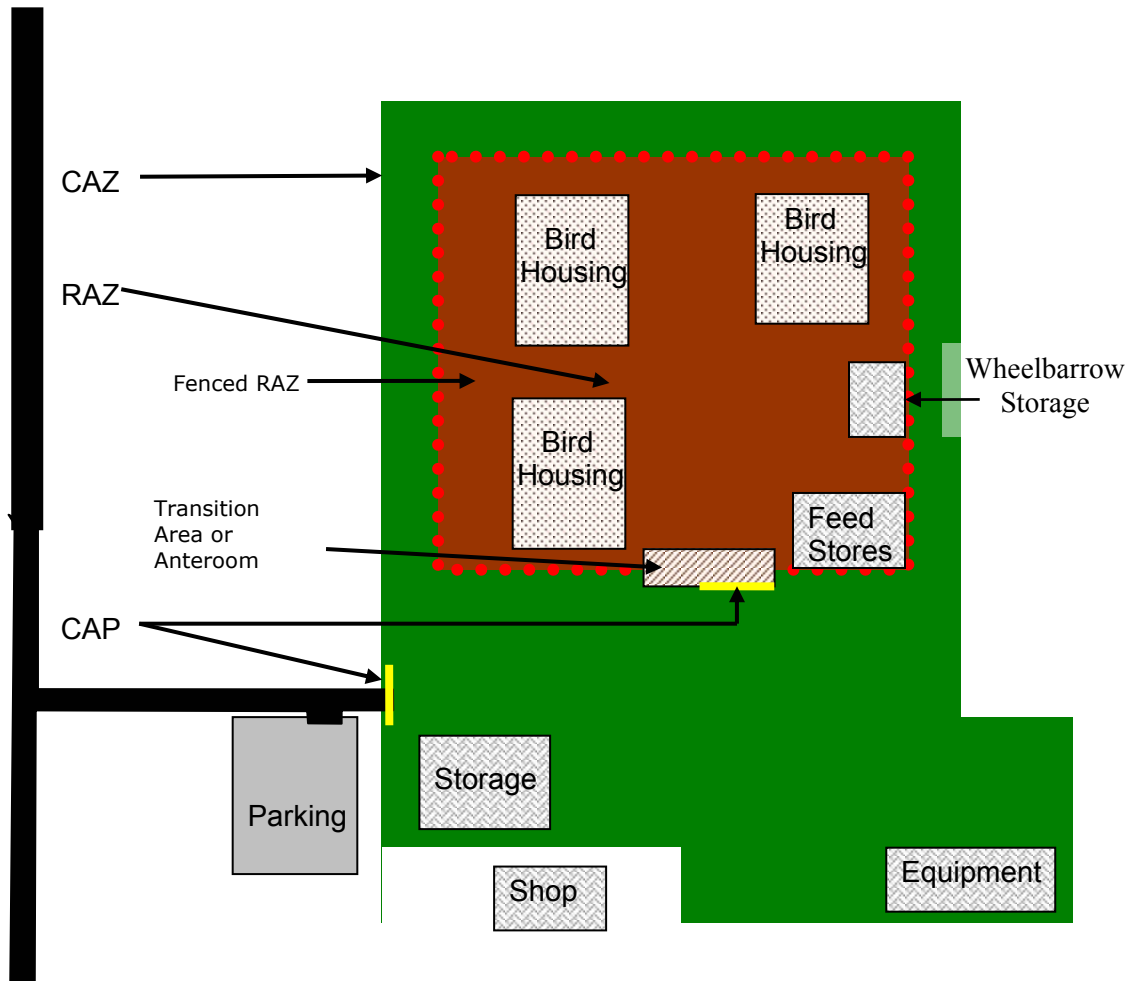 CAZ
RAZ
Fenced RAZ
Transition
Area or
Anteroom
CAP
Bird
Housing
Bird
Housing
Bird
Housing
Wheelbarrow
Storage
Feed
Stores
Storage
Parking
Shop
Equipment